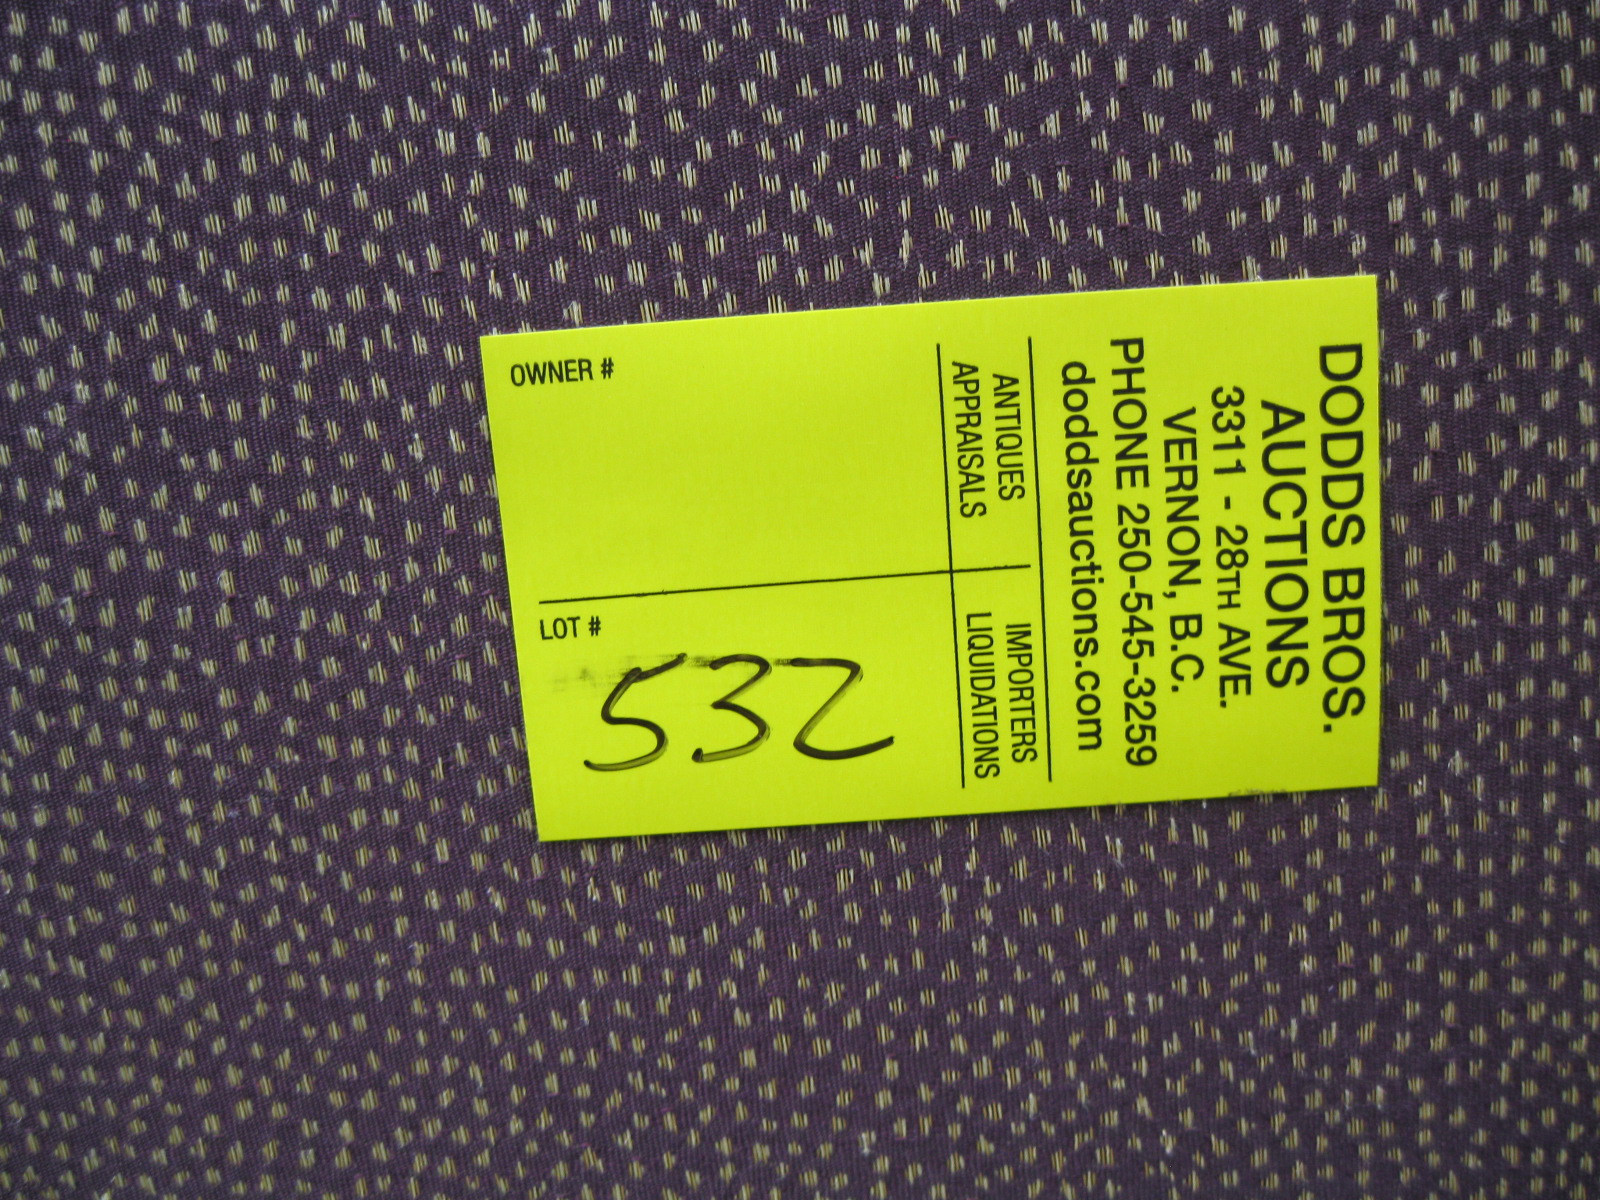 DODDS BROS.
AUCTIONS
3311 - 28TH AVE.
VERNON, B.C.
PHONE 250-545-3259
doddsauctions.com
ANTIQUES IMPORTERS
APPRAISALS LIQUIDATIONS
OWNER #
LOT #
532